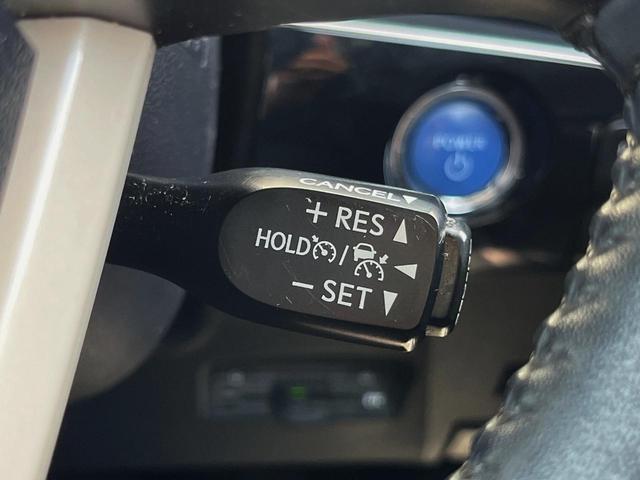 CANCEL▼
+ RES ▲
HOLD / ◀
− SET ▼
POWER